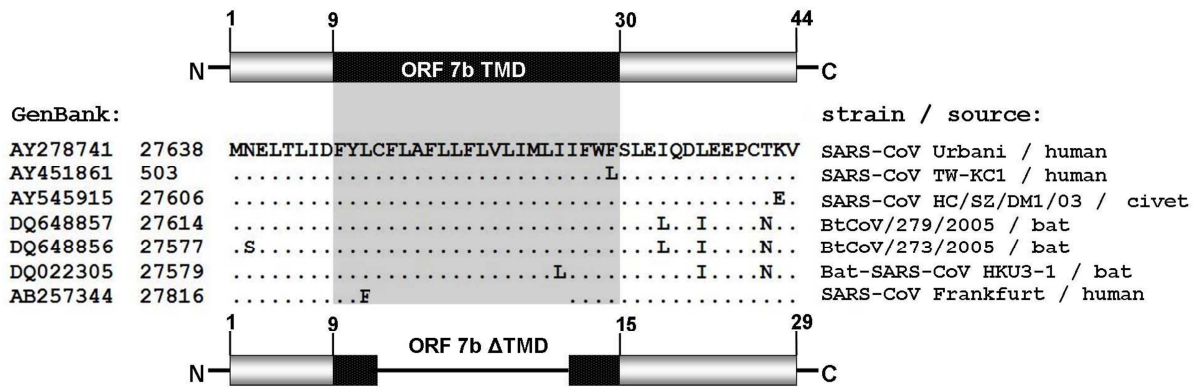 1 9 30 44
N ORF 7b TMD C
GenBank: strain / source:
AY278741 27638 MNELTLIDFYLCFLAFLLFLVLIMLIIFWFSLEIQDLEEPCTKV SARS-CoV Urbani / human
AY451861 503 .............................L.............. SARS-CoV TW-KC1 / human
AY545915 27606 ..........................................E. SARS-CoV HC/SZ/DM1/03 / civet
DQ648857 27614 .................................L..I....N.. BtCoV/279/2005 / bat
DQ648856 27577 .S...............................L..I....N.. BtCoV/273/2005 / bat
DQ022305 27579 .........................L..........I....N.. Bat-SARS-CoV HKU3-1 / bat
AB257344 27816 ..........F               .................. SARS-CoV Frankfurt / human
1 9 15 29
N ORF 7b ΔTMD C